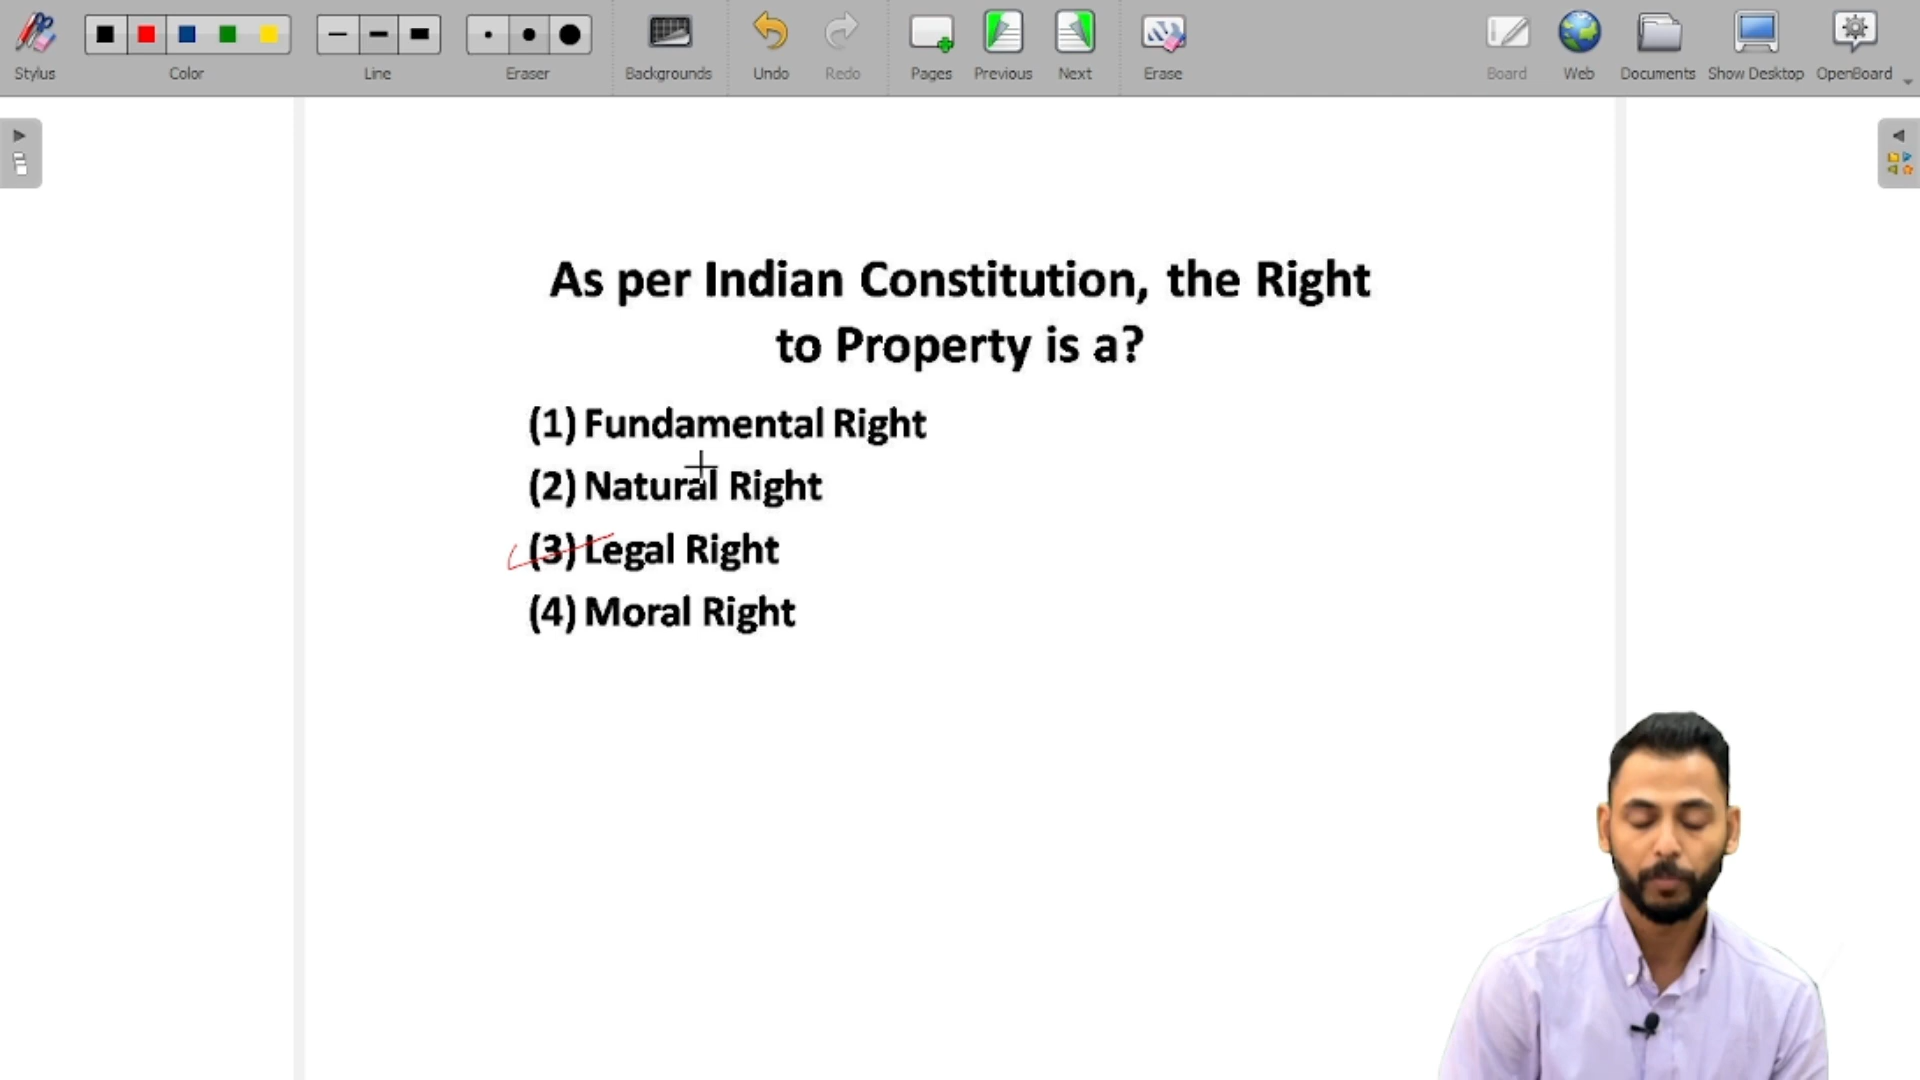 Stylus
Color
Line
Eraser
Backgrounds
Undo
Redo
Pages
Previous
Next
Erase
Board
Web
Documents
Show Desktop
OpenBoard
As per Indian Constitution, the Right
to Property is a?
(1) Fundamental Right
(2) Natural Right
(3) Legal Right
(4) Moral Right